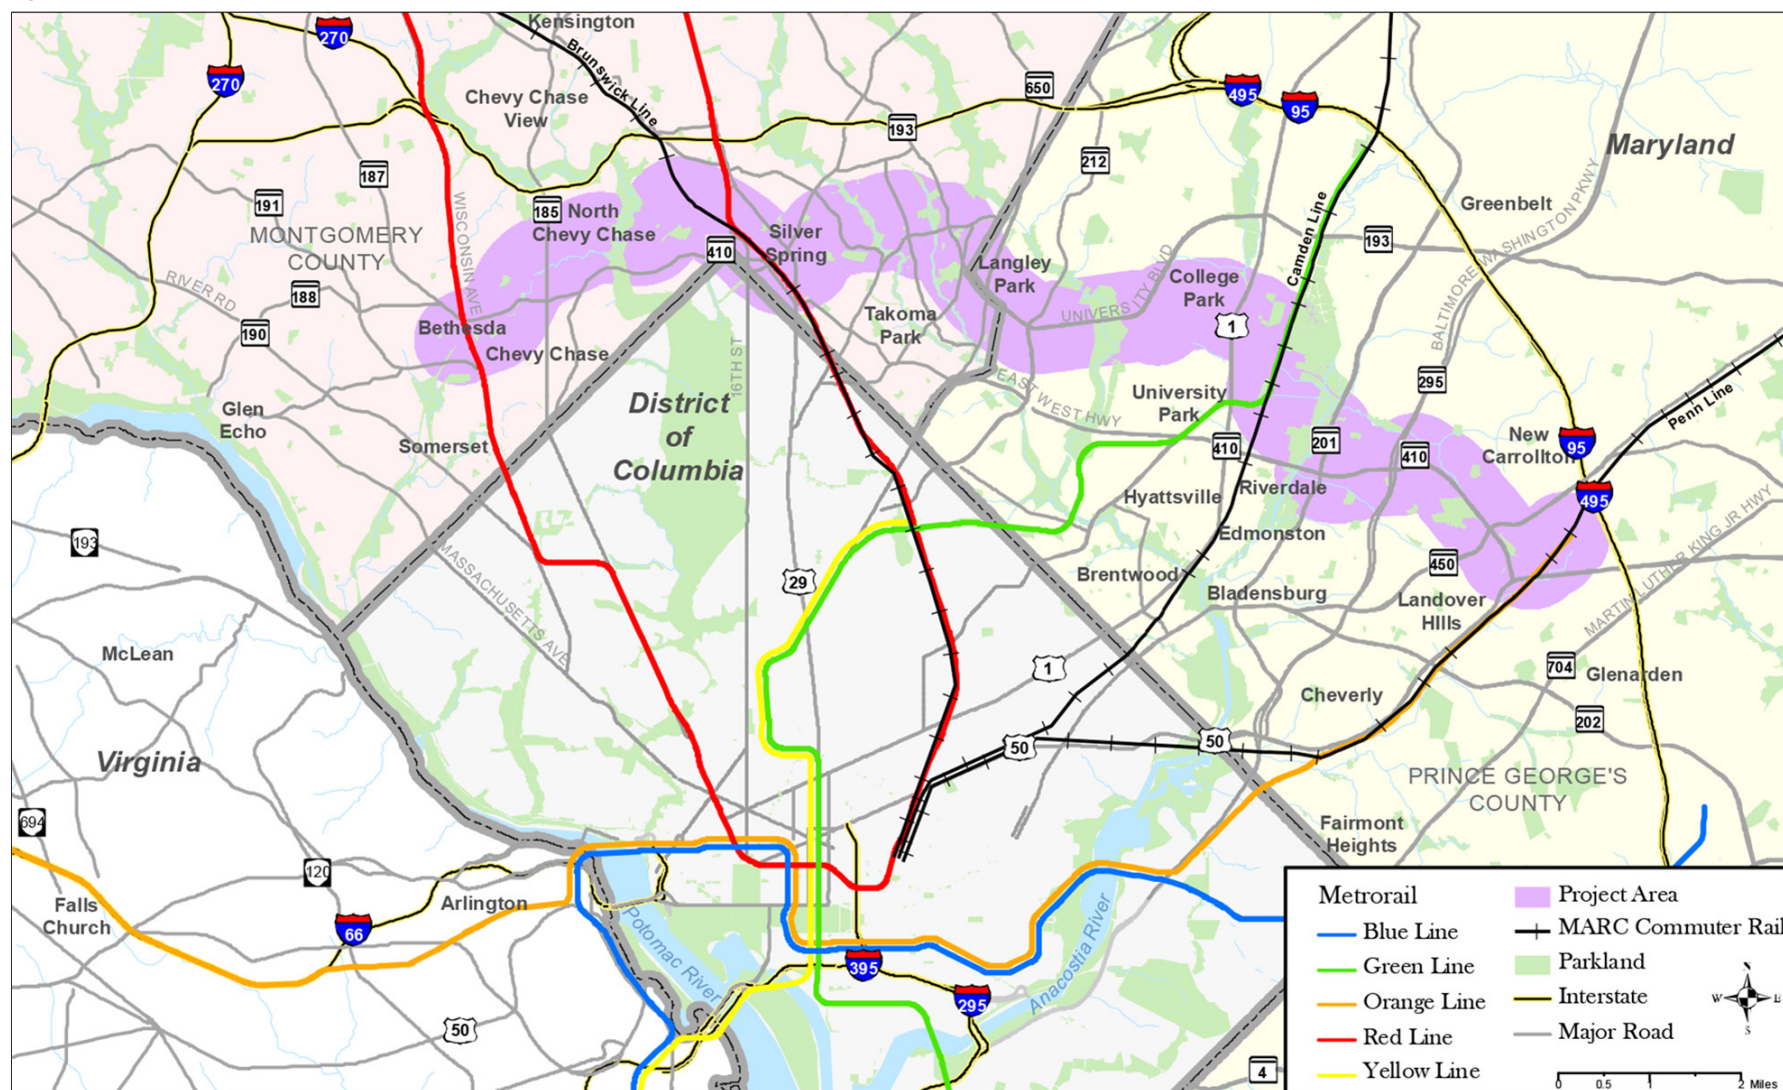 Kensington
270
270
Brunswick Line
Chevy Chase
View
650
495
95
193
Maryland
187
212
191
185
North
Chevy Chase
WISCONSIN AVE
MONTGOMERY
COUNTY
Silver
Spring
410
Langley
Park
College
Park
UNIVERSITY BLVD
Camden Line
193
Greenbelt
BALTIMORE WASHINGTON PKWY
RIVER RD
188
190
Bethesda
Chevy Chase
Takoma
Park
1
16TH ST
EAST WEST HWY
University
Park
295
Penn Line
Glen
Echo
Somerset
District
of
Columbia
410
201
410
New
Carrollton
95
495
Hyattsville
Riverdale
Edmonston
193
MASSACHUSETTS AVE
29
Brentwood
Bladensburg
450
Landover
HIlls
MARTIN LUTHER KING JR HWY
McLean
1
704
Glenarden
Cheverly
202
Virginia
50
50
PRINCE GEORGE'S
COUNTY
694
120
Fairmont
Heights
Falls
Church
66
Arlington
Potomac River
395
295
Anacostia River
50
4
Metrorail
Blue Line
Green Line
Orange Line
Red Line
Yellow Line
Project Area
MARC Commuter Rail
Parkland
Interstate
Major Road
N
W
E
S
0 0.5 1 2 Miles